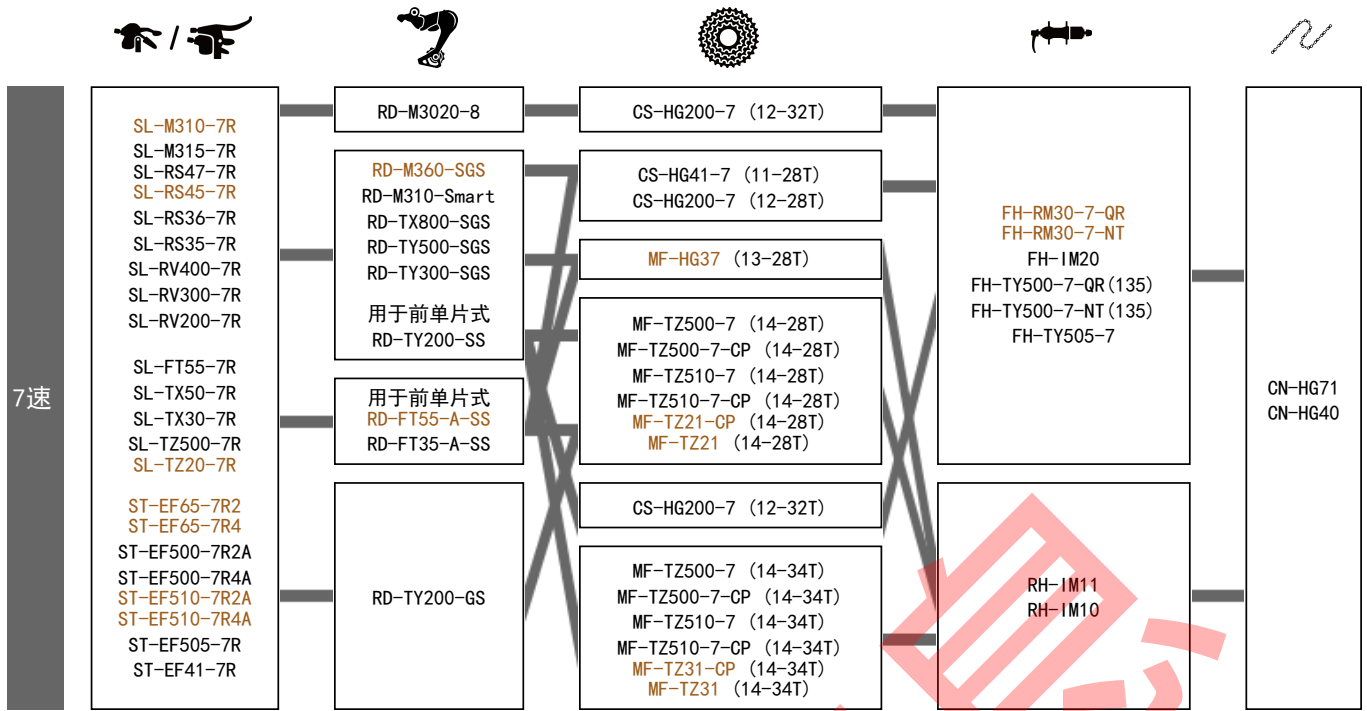 7速
SL-M310-7R
SL-M315-7R
SL-RS47-7R
SL-RS45-7R
SL-RS36-7R
SL-RS35-7R
SL-RV400-7R
SL-RV300-7R
SL-RV200-7R
SL-FT55-7R
SL-TX50-7R
SL-TX30-7R
SL-TZ500-7R
SL-TZ20-7R
ST-EF65-7R2
ST-EF65-7R4
ST-EF500-7R2A
ST-EF500-7R4A
ST-EF510-7R2A
ST-EF510-7R4A
ST-EF505-7R
ST-EF41-7R
RD-M3020-8
RD-M360-SGS
RD-M310-Smart
RD-TX800-SGS
RD-TY500-SGS
RD-TY300-SGS
用于前单片式
RD-TY200-SS
用于前单片式
RD-FT55-A-SS
RD-FT35-A-SS
RD-TY200-GS
CS-HG200-7 (12-32T)
CS-HG41-7 (11-28T)
CS-HG200-7 (12-28T)
MF-HG37 (13-28T)
MF-TZ500-7 (14-28T)
MF-TZ500-7-CP (14-28T)
MF-TZ510-7 (14-28T)
MF-TZ510-7-CP (14-28T)
MF-TZ21-CP (14-28T)
MF-TZ21 (14-28T)
CS-HG200-7 (12-32T)
MF-TZ500-7 (14-34T)
MF-TZ500-7-CP (14-34T)
MF-TZ510-7 (14-34T)
MF-TZ510-7-CP (14-34T)
MF-TZ31-CP (14-34T)
MF-TZ31 (14-34T)
FH-RM30-7-QR
FH-RM30-7-NT
FH-IM20
FH-TY500-7-QR(135)
FH-TY500-7-NT(135)
FH-TY505-7
RH-IM11
RH-IM10
CN-HG71
CN-HG40